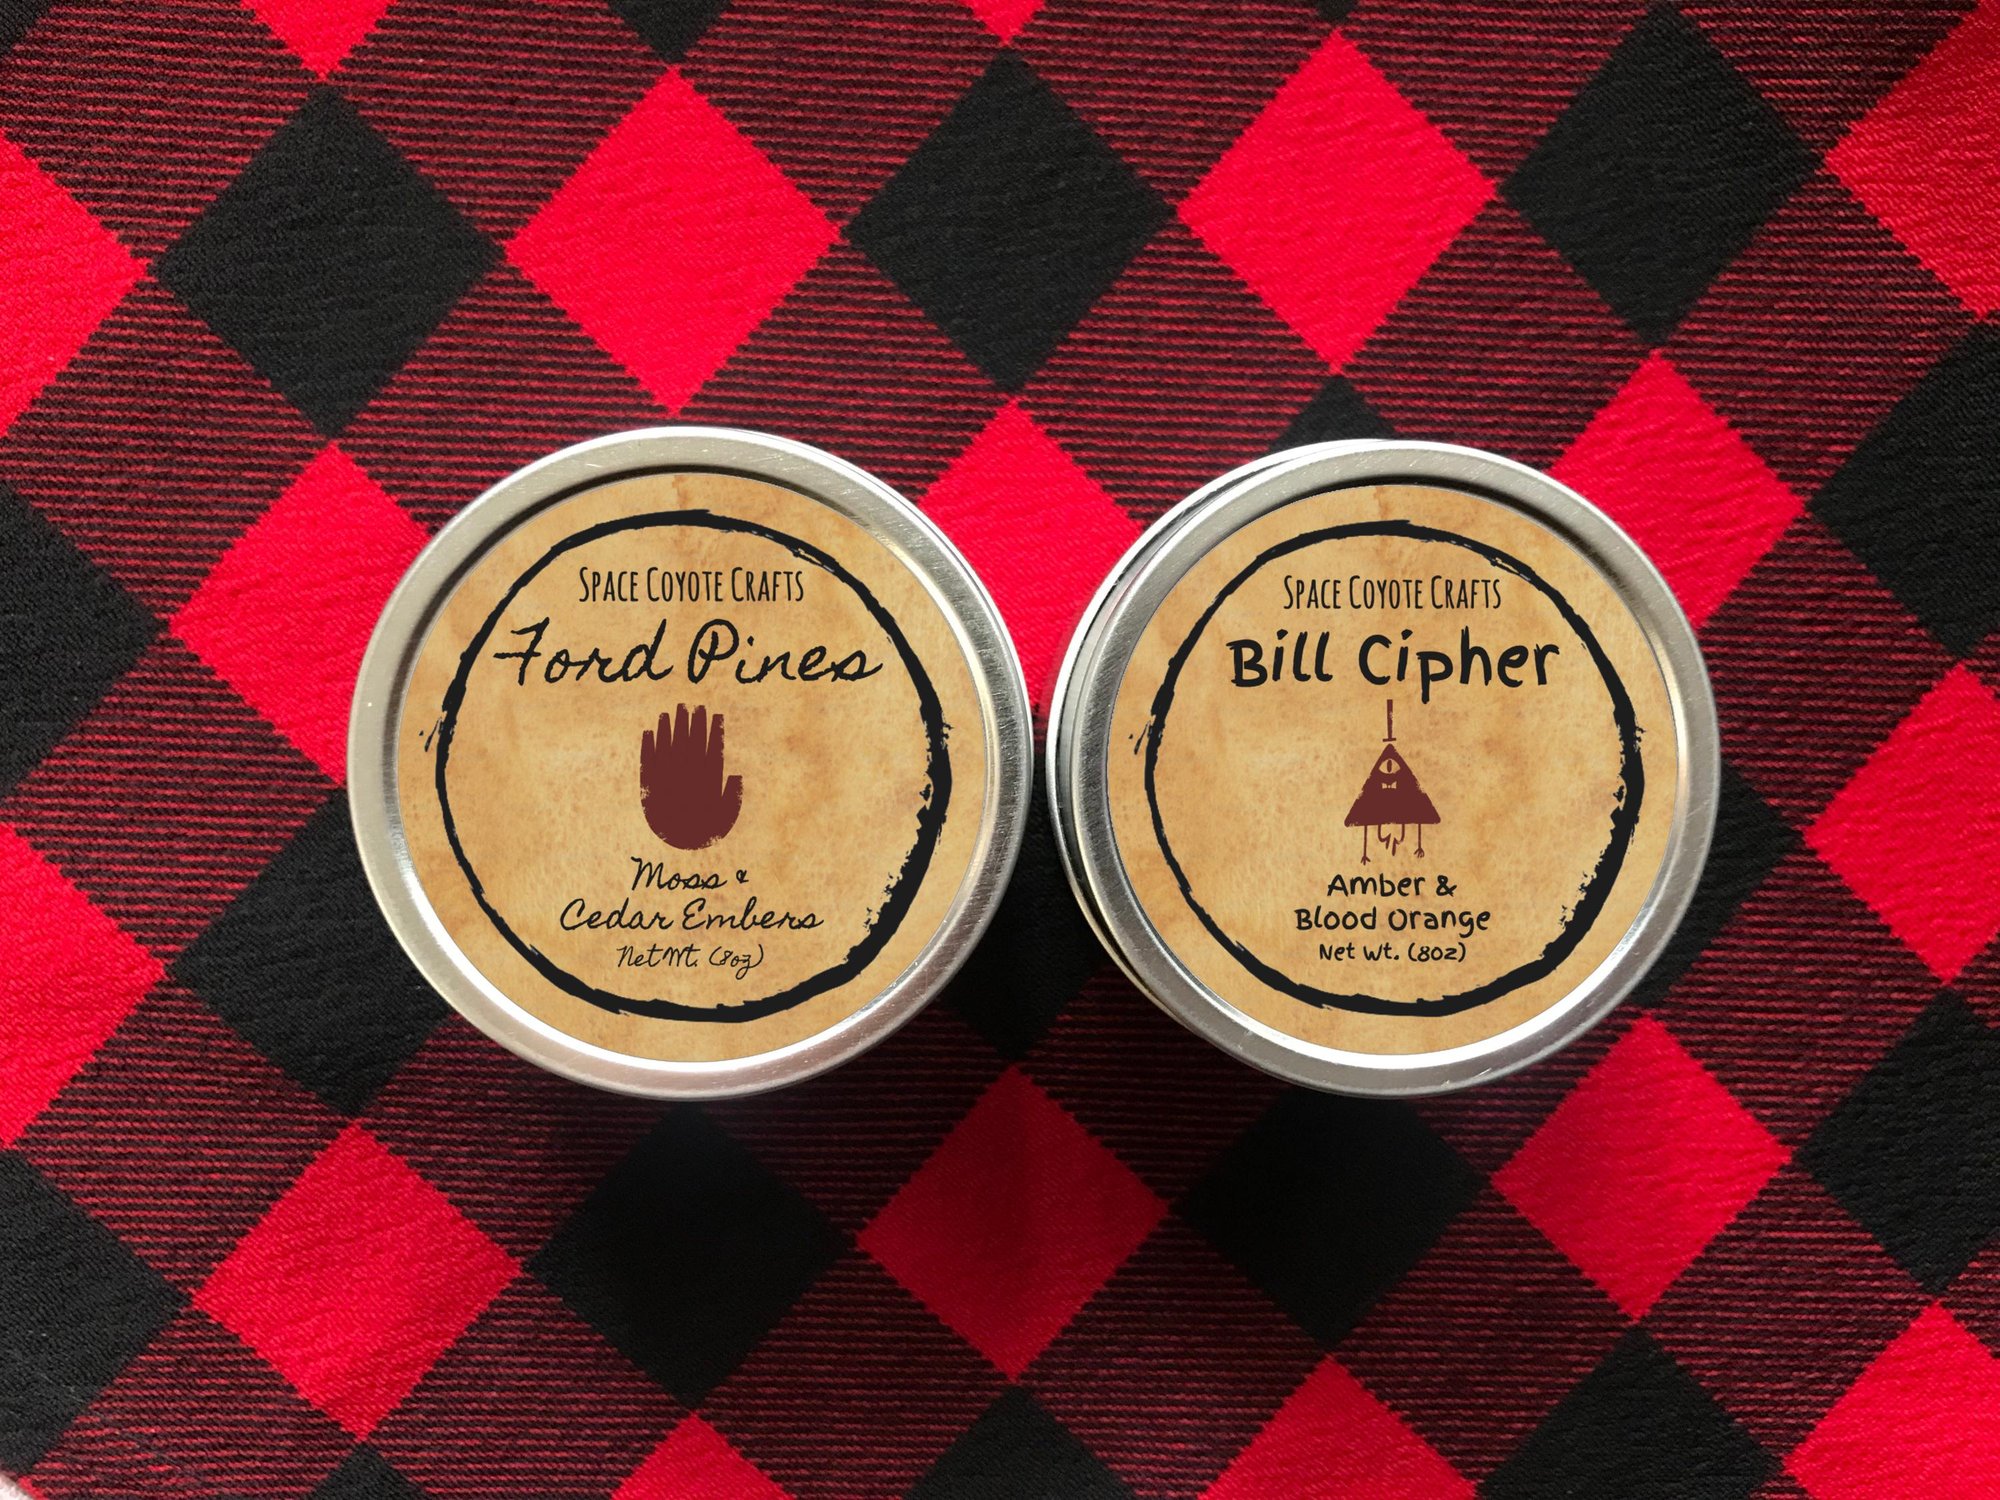 Space Coyote Crafts
Ford Pines
Moss &
Cedar Embers
Net Wt. (8oz)
Space Coyote Crafts
Bill Cipher
Amber &
Blood Orange
Net Wt. (8oz)